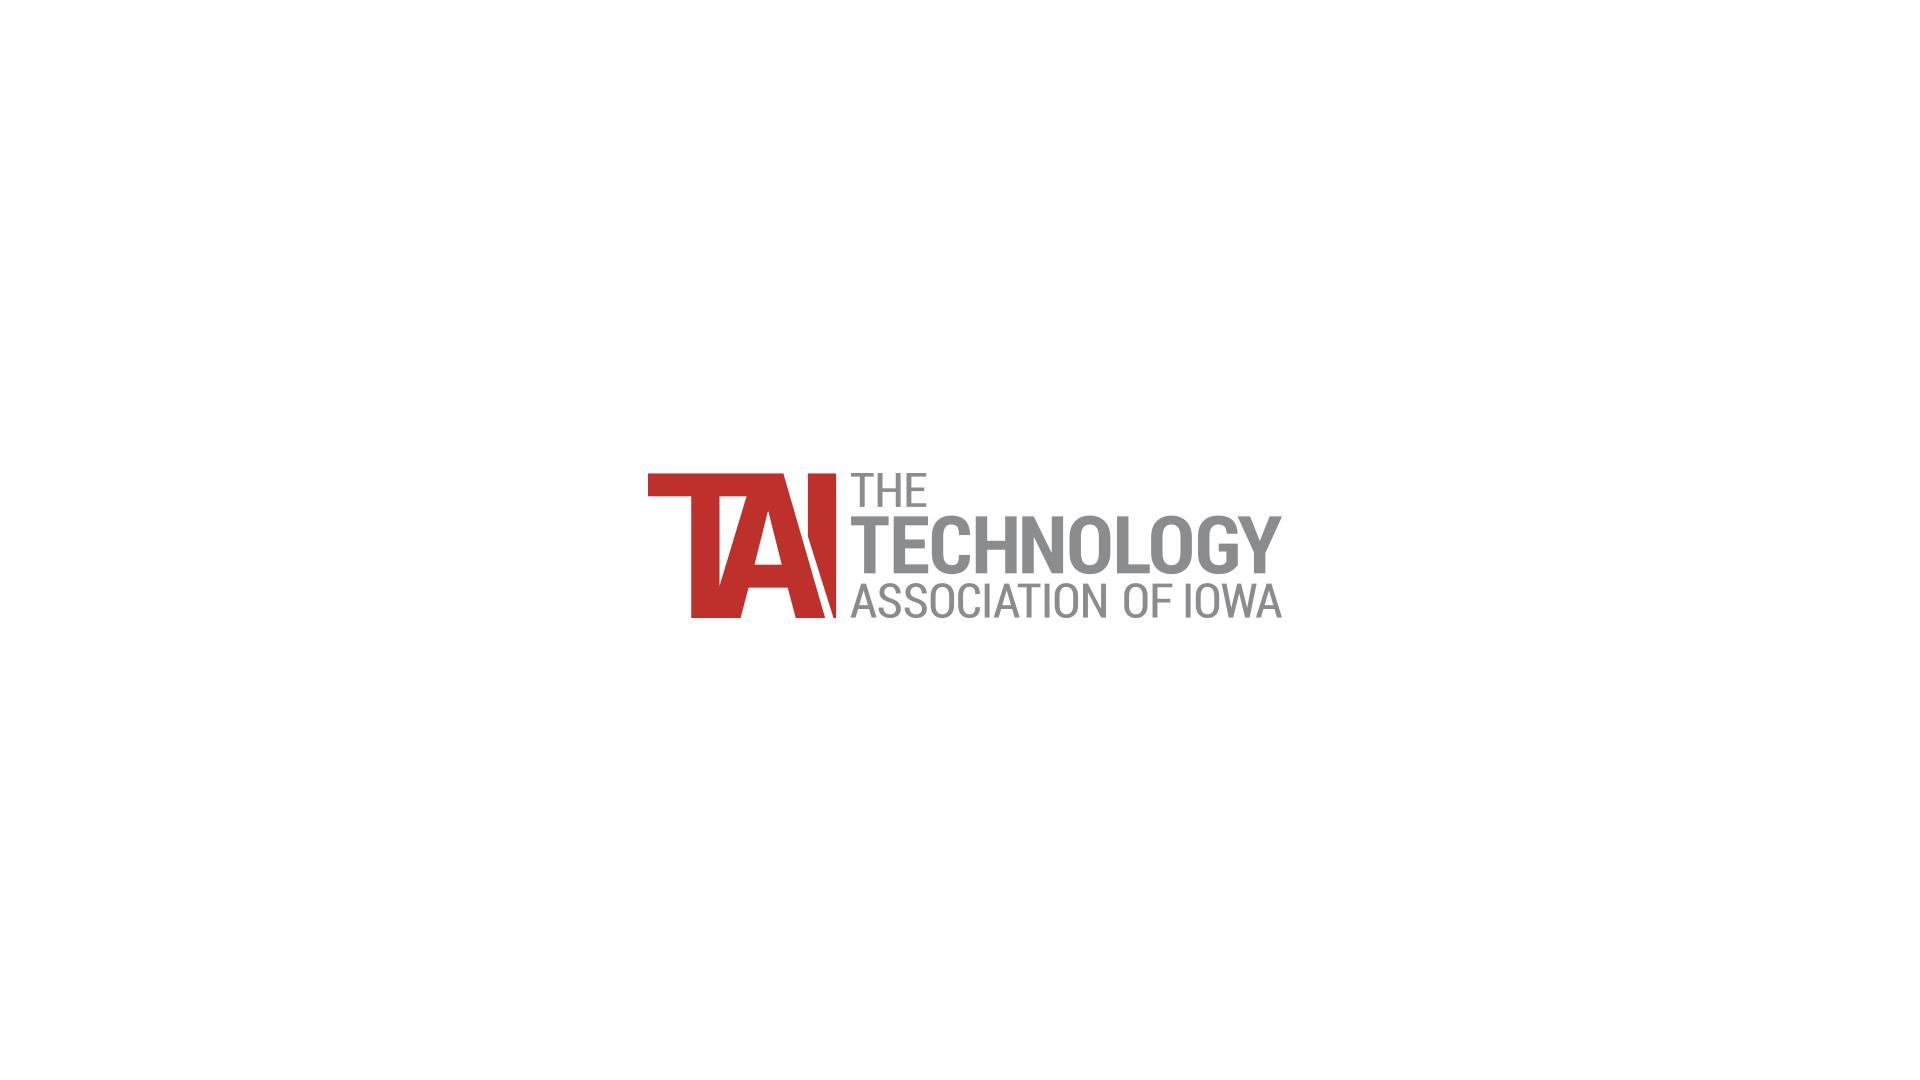 TAI
THE
TECHNOLOGY
ASSOCIATION OF IOWA